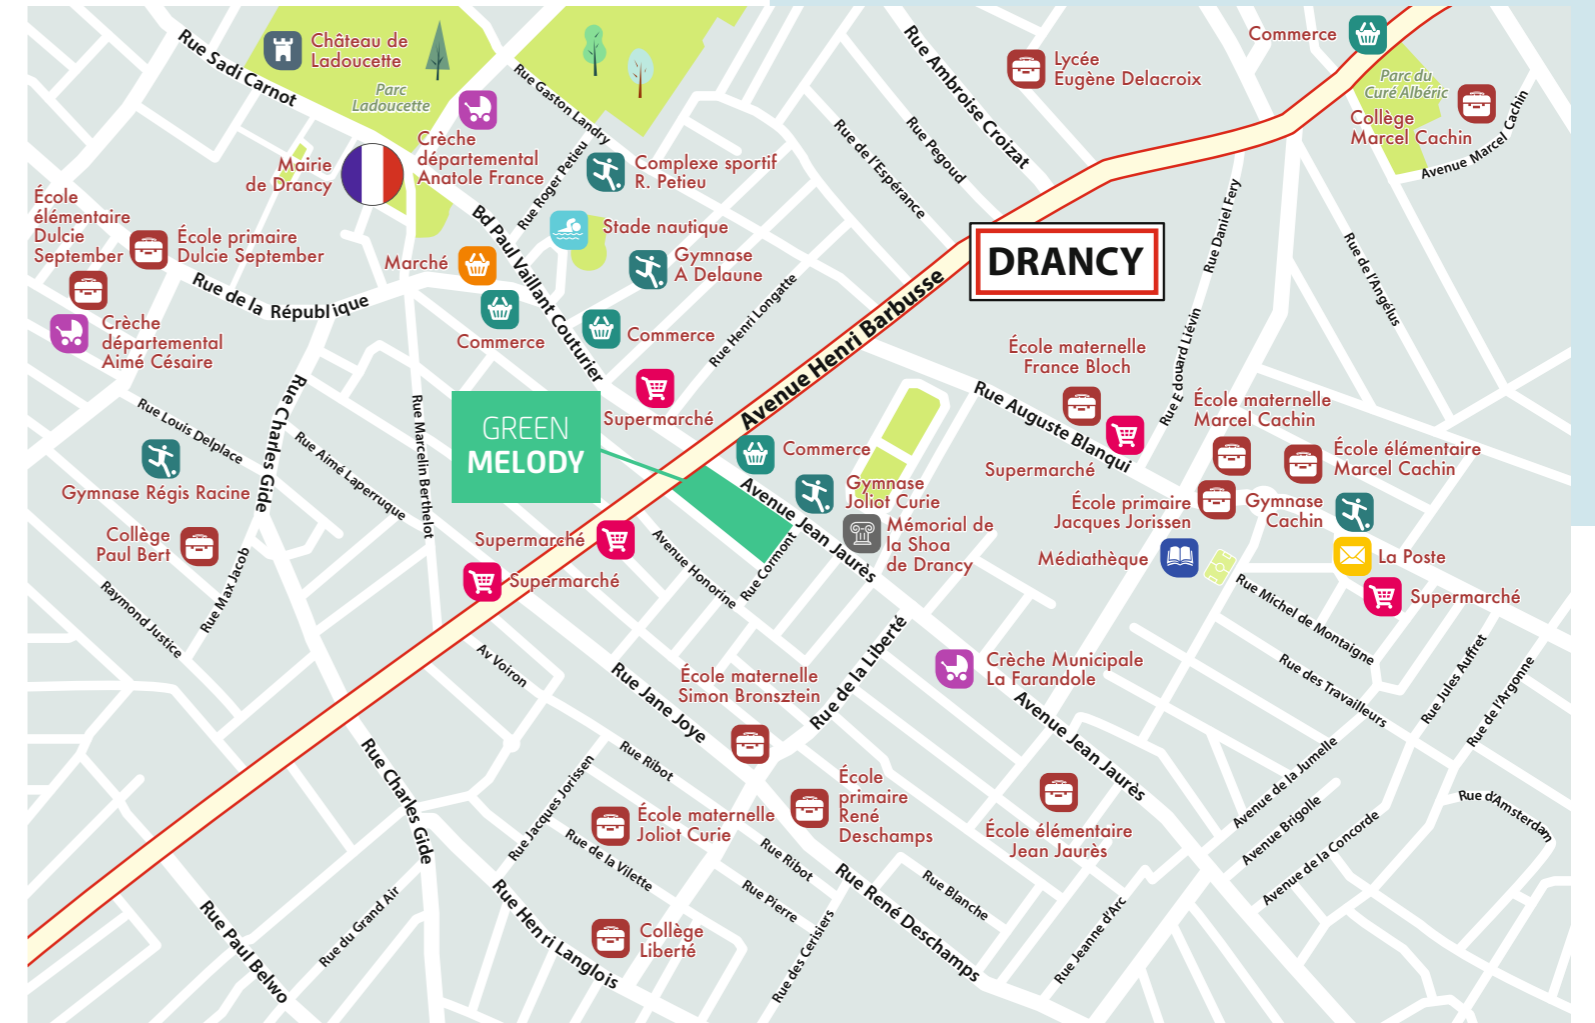 Rue Sadi Carnot
Château de
Ladoucette
Parc
Ladoucette
Rue Gaston Landry
Rue Ambroise Croizat
Lycée
Eugène Delacroix
Commerce
Parc du
Curé Albéric
Collège
Marcel Cachin
Avenue Marcel Cachin
Crèche
départemental
Anatole France
Mairie
de Drancy
Rue Roger Petieu
Complexe sportif
R. Petieu
Rue de l'Espérance
Rue Pegoud
École
élémentaire
Dulcie
September
École primaire
Dulcie September
Bd Paul Vaillant Couturier
Stade nautique
Marché
Gymnase
A Delaune
DRANCY
Rue Daniel Fery
Rue de l'Angélus
Rue de la République
Commerce
Commerce
Rue Henri Longatte
Avenue Henri Barbusse
Crèche
départemental
Aimé Césaire
École maternelle
France Bloch
Rue Edouard Liévin
Rue Auguste Blanqui
Supermarché
Supermarché
École maternelle
Marcel Cachin
École élémentaire
Marcel Cachin
Rue Louis Delplace
Rue Charles Gide
Rue Aimé Laperruque
Rue Marcelin Berthelot
GREEN
MELODY
Commerce
Gymnase Régis Racine
Gymnase
Joliot Curie
Avenue Jean Jaurès
École primaire
Jacques Jorissen
Gymnase
Cachin
Collège
Paul Bert
Supermarché
Supermarché
Avenue Honorine
Rue Cormont
Mémorial de
la Shoa
de Drancy
Médiathèque
La Poste
Supermarché
Raymond Justice
Rue Max Jacob
Rue Michel de Montaigne
Av Voiron
Rue Jane Joye
École maternelle
Simon Bronsztein
Rue de la Liberté
Crèche Municipale
La Farandole
Avenue Jean Jaurès
Rue des Travailleurs
Rue Jules Auffret
Rue de l'Argonne
Rue Charles Gide
Rue Ribot
Rue Jacques Jorissen
École maternelle
Joliot Curie
École
primaire
René
Deschamps
École élémentaire
Jean Jaurès
Avenue de la Jumelle
Avenue Brigolle
Avenue de la Concorde
Rue d'Amsterdam
Rue de la Vilette
Rue Ribot
Rue Pierre
Rue René Deschamps
Rue Blanche
Rue Paul Belwo
Rue du Grand Air
Rue Henri Langlois
Collège
Liberté
Rue des Cerisiers
Rue Jeanne d'Arc